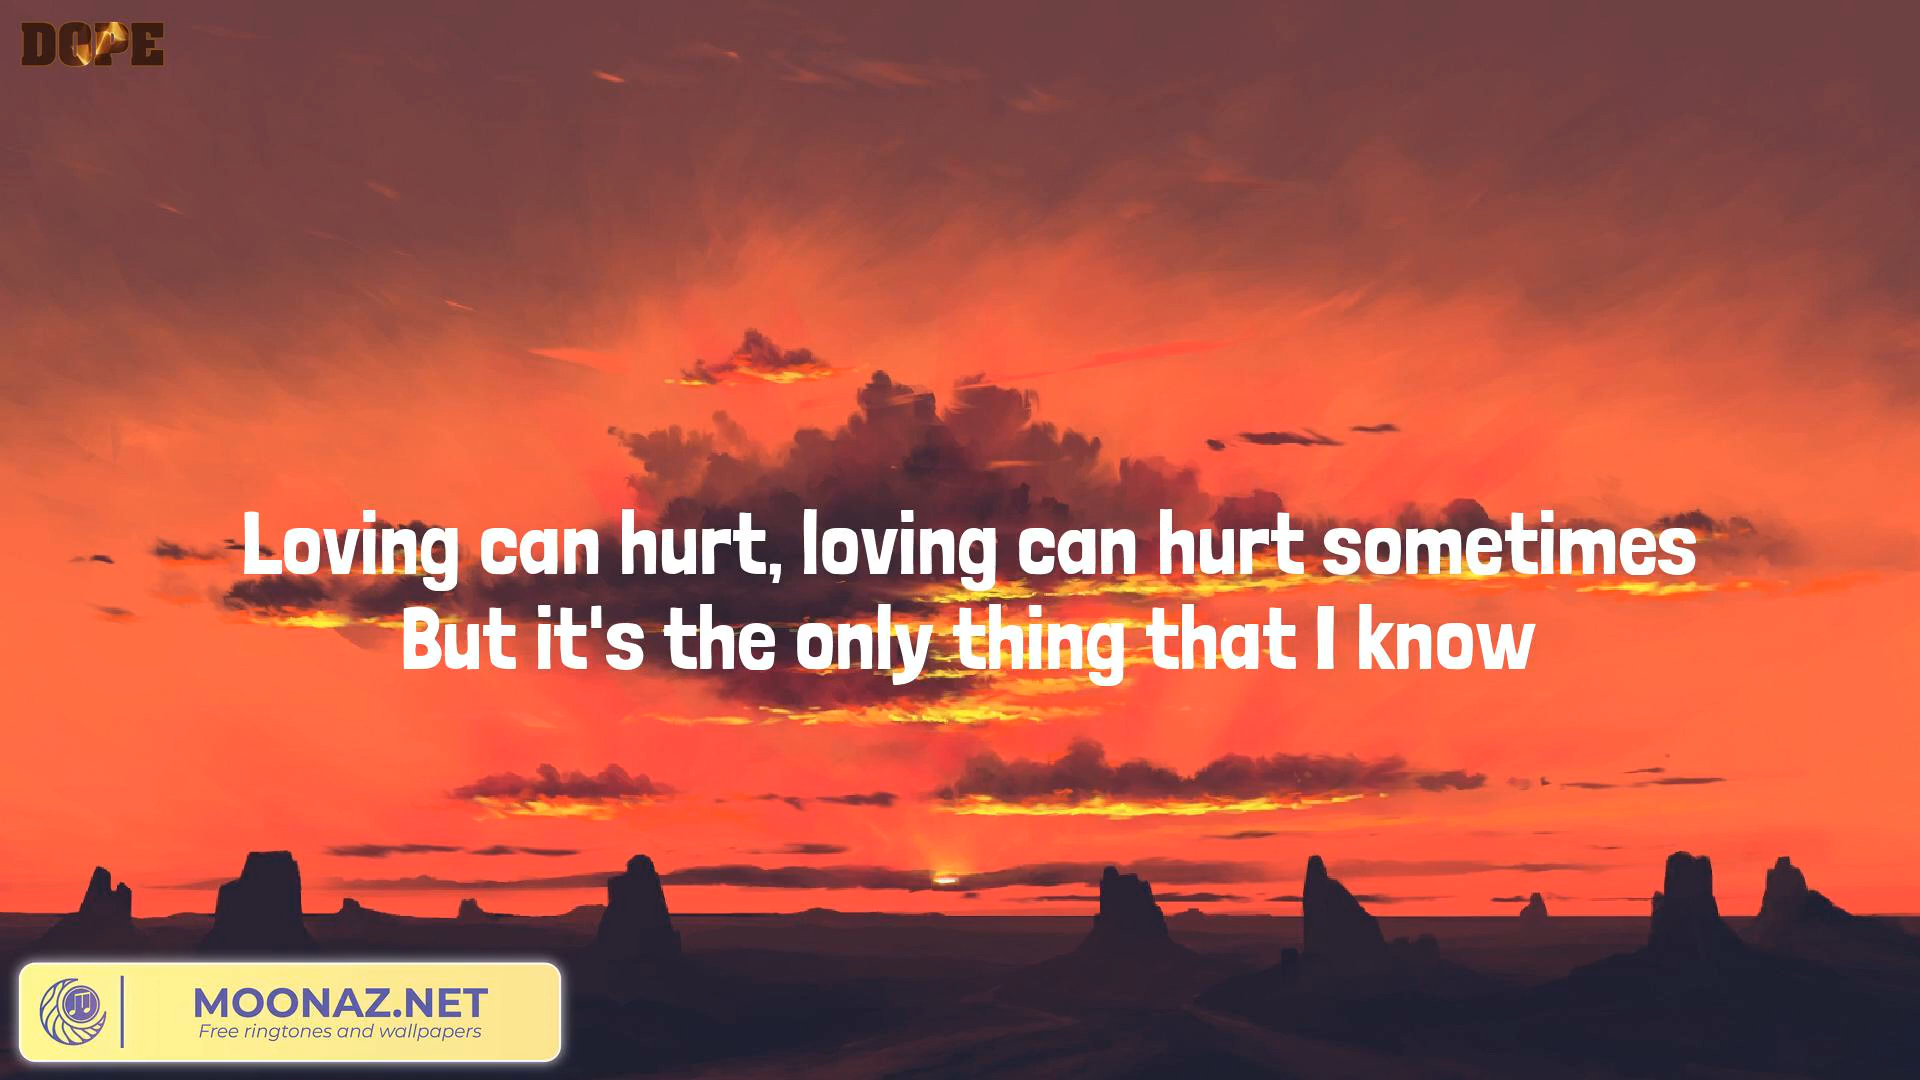 DOPE
Loving can hurt, loving can hurt sometimes
But it's the only thing that I know
MOONAZ.NET
Free ringtones and wallpapers